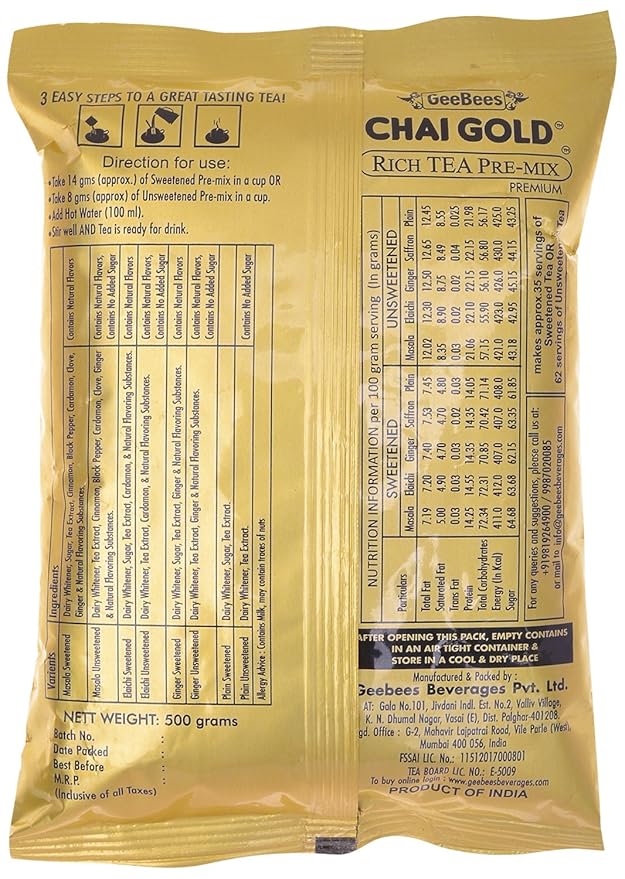 3 EASY STEPS TO A GREAT TASTING TEA!
Direction for use:
•Take 14 gms (approx.) of Sweetened Pre-mix in a cup OR
•Take 8 gms (approx.) of Unsweetened Pre-mix in a cup.
•Add Hot Water (100 ml).
•Stir well AND Tea is ready for drink.
Varients Ingredients
Masala Sweetened Dairy Whitener, Sugar, Tea Extract, Cinnamon, Black Pepper, Cardamon, Clove, Contains Natural Flavors
Ginger & Natural Flavoring Substances.
Masala Unsweetened Dairy Whitener, Tea Extract, Cinnamon, Black Pepper, Cardamon, Clove, Ginger Contains Natural Flavors,
& Natural Flavoring Substances. Contains No Added Sugar
Elaichi Sweetened Dairy Whitener, Sugar, Tea Extract, Cardamon, & Natural Flavoring Substances. Contains Natural Flavors
Elaichi Unsweetened Dairy Whitener, Tea Extract, Cardamon, & Natural Flavoring Substances. Contains Natural Flavors,
Contains No Added Sugar
Ginger Sweetened Dairy Whitener, Sugar, Tea Extract, Ginger & Natural Flavoring Substances. Contains Natural Flavors
Ginger Unsweetened Dairy Whitener, Tea Extract, Ginger & Natural Flavoring Substances. Contains Natural Flavors,
Contains No Added Sugar
Plain Sweetened Dairy Whitener, Sugar, Tea Extract.
Plain Unsweetened Dairy Whitener, Tea Extract. Contains No Added Sugar
Allergy Advice : Contains Milk, may contain traces of nuts
NETT WEIGHT: 500 grams
Batch No. :
Date Packed :
Best Before :
M.R.P. :
(Inclusive of all Taxes)
GeeBees
CHAI GOLD™
RICH TEA PRE-MIX™
PREMIUM
NUTRITION INFORMATION per 100 gram serving (In grams)
SWEETENED UNSWEETENED
Particulars Masala Elaichi Ginger Saffron Plain Masala Elaichi Ginger Saffron Plain
Total Fat 7.19 7.20 7.40 7.53 7.45 12.02 12.30 12.50 12.65 12.45
Saturated Fat 5.00 4.90 4.70 4.70 4.80 8.35 8.90 8.75 8.49 8.55
Trans Fat 0.03 0.03 0.03 0.02 0.03 0.02 0.02 0.02 0.04 0.025
Protein 14.25 14.55 14.35 14.35 14.05 21.06 22.10 22.15 22.15 21.98
Total Carbohydrates 72.34 72.31 70.85 70.42 71.14 57.15 55.90 56.10 56.80 56.17
Energy (In Kcal) 411.0 412.0 407.0 407.0 408.0 421.0 423.0 426.0 430.0 425.0
Sugar 64.68 63.68 62.15 63.35 61.85 43.18 42.95 45.15 44.15 43.25
For any queries and suggestions, please call us at:
+919819264900 / 9987020085
or mail to info@geebeesbeverages.com
makes approx.35 servings of
Sweetened Tea OR
62 servings of Unsweetened Tea
AFTER OPENING THIS PACK, EMPTY CONTAINS
IN AN AIR TIGHT CONTAINER &
STORE IN A COOL & DRY PLACE
Manufactured & Packed by :
Geebees Beverages Pvt. Ltd.
AT: Gala No.101, Jivdani Indl. Est. No.2, Valliv Village,
K. N. Dhumal Nagar, Vasai (E), Dist. Palghar-401208.
gd. Office : G-2, Mahavir Lajpatrai Road, Vile Parle (West),
Mumbai 400 056, India
FSSAI LIC. No.: 11512017000801
TEA BOARD LIC. NO.: E-5009
To buy online login : www.geebeesbeverages.com
PRODUCT OF INDIA